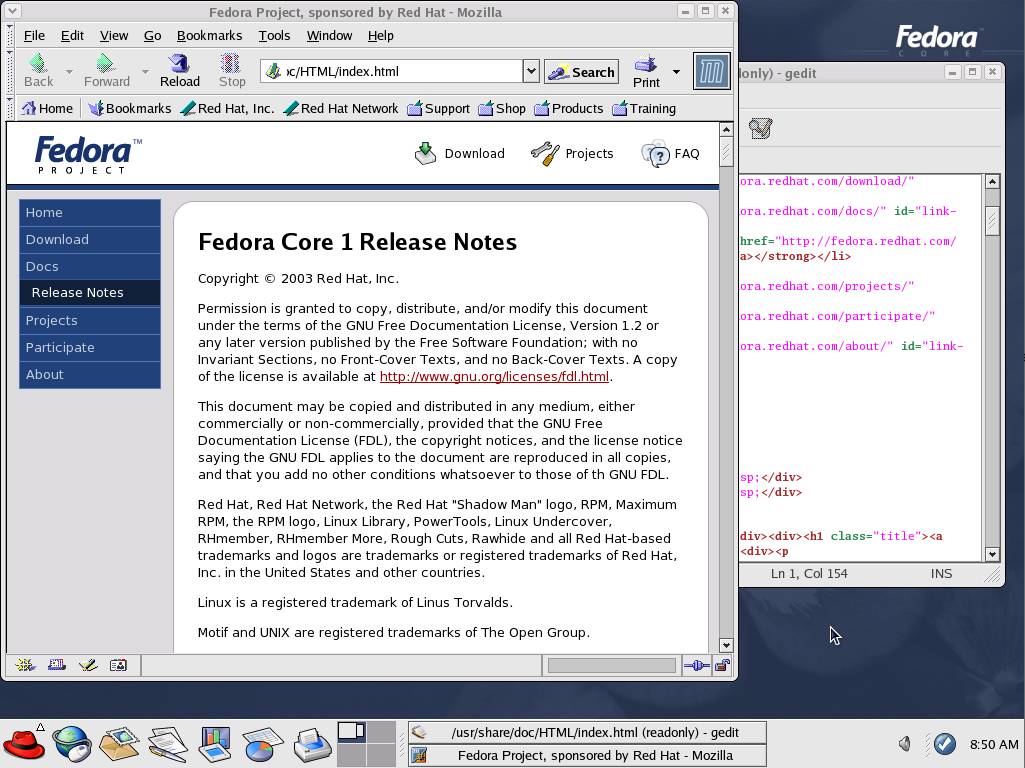 Fedora Project, sponsored by Red Hat - Mozilla
File Edit View Go Bookmarks Tools Window Help
Back Forward Reload Stop
/HTML/index.html
Search
Print
Home Bookmarks Red Hat, Inc. Red Hat Network Support Shop Products Training
Fedora™
PROJECT
Download Projects FAQ
Home
Download
Docs
Release Notes
Projects
Participate
About
Fedora Core 1 Release Notes
Copyright © 2003 Red Hat, Inc.
Permission is granted to copy, distribute, and/or modify this document
under the terms of the GNU Free Documentation License, Version 1.2 or
any later version published by the Free Software Foundation; with no
Invariant Sections, no Front-Cover Texts, and no Back-Cover Texts. A copy
of the license is available at http://www.gnu.org/licenses/fdl.html.
This document may be copied and distributed in any medium, either
commercially or non-commercially, provided that the GNU Free
Documentation License (FDL), the copyright notices, and the license notice
saying the GNU FDL applies to the document are reproduced in all copies,
and that you add no other conditions whatsoever to those of th GNU FDL.
Red Hat, Red Hat Network, the Red Hat "Shadow Man" logo, RPM, Maximum
RPM, the RPM logo, Linux Library, PowerTools, Linux Undercover,
RHmember, RHmember More, Rough Cuts, Rawhide and all Red Hat-based
trademarks and logos are trademarks or registered trademarks of Red Hat,
Inc. in the United States and other countries.
Linux is a registered trademark of Linus Torvalds.
Motif and UNIX are registered trademarks of The Open Group.
Fedora
CORE
only) - gedit
ora.redhat.com/download/"
ora.redhat.com/docs/" id="link-
href="http://fedora.redhat.com/
a></strong></li>
ora.redhat.com/projects/"
ora.redhat.com/participate/"
ora.redhat.com/about/" id="link-
sp;</div>
sp;</div>
div><div><h1 class="title"><a
<div><p
Ln 1, Col 154 INS
/usr/share/doc/HTML/index.html (readonly) - gedit
Fedora Project, sponsored by Red Hat - Mozilla
8:50 AM